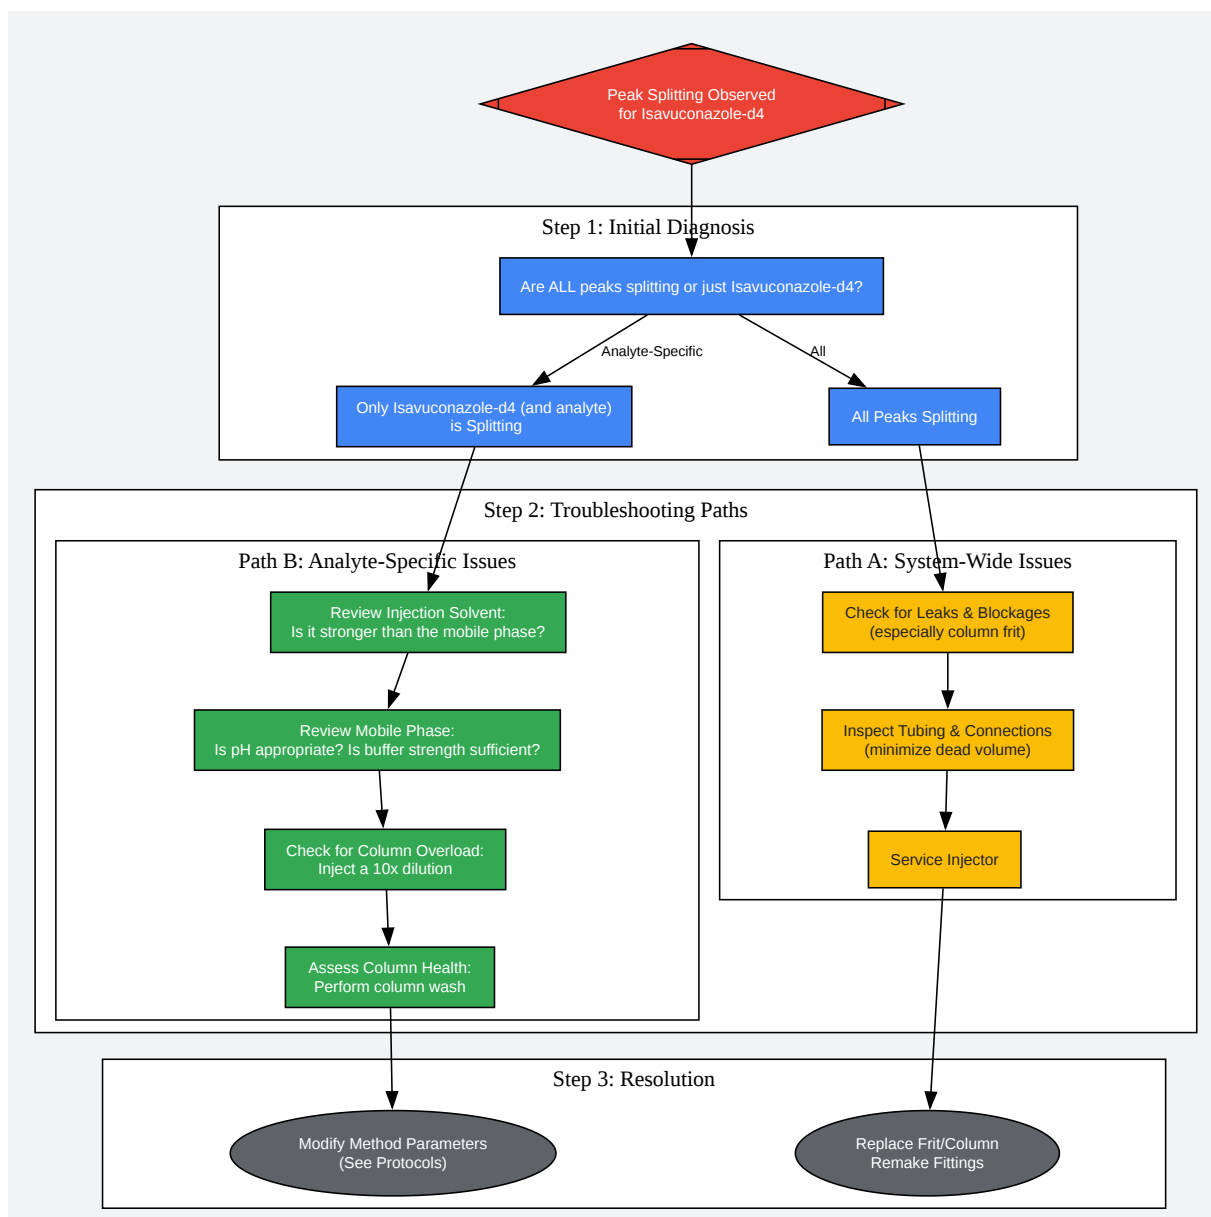 Peak Splitting Observed
for Isavuconazole-d4
Step 1: Initial Diagnosis
Are ALL peaks splitting or just Isavuconazole-d4?
Analyte-Specific
All
Only Isavuconazole-d4 (and analyte)
is Splitting
All Peaks Splitting
Step 2: Troubleshooting Paths
Path B: Analyte-Specific Issues
Review Injection Solvent:
Is it stronger than the mobile phase?
Review Mobile Phase:
Is pH appropriate? Is buffer strength sufficient?
Check for Column Overload:
Inject a 10x dilution
Assess Column Health:
Perform column wash
Path A: System-Wide Issues
Check for Leaks & Blockages
(especially column frit)
Inspect Tubing & Connections
(minimize dead volume)
Service Injector
Step 3: Resolution
Modify Method Parameters
(See Protocols)
Replace Frit/Column
Remake Fittings